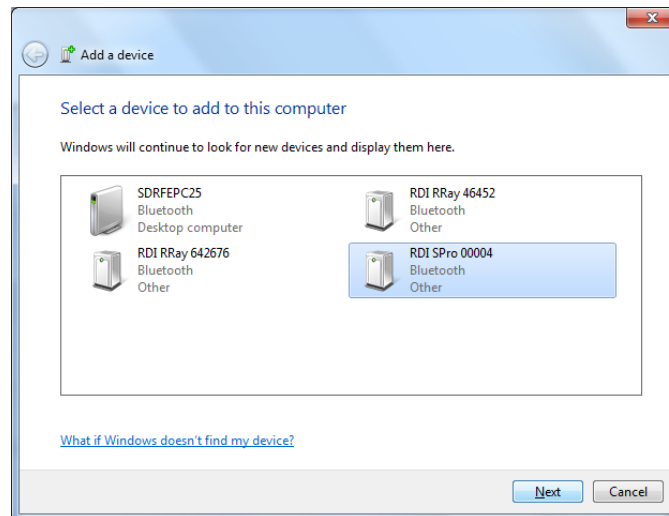 Add a device
Select a device to add to this computer
Windows will continue to look for new devices and display them here.
SDRFEPC25
Bluetooth
Desktop computer
RDI RRay 46452
Bluetooth
Other
RDI RRay 642676
Bluetooth
Other
RDI SPro 00004
Bluetooth
Other
What if Windows doesn't find my device?
Next
Cancel